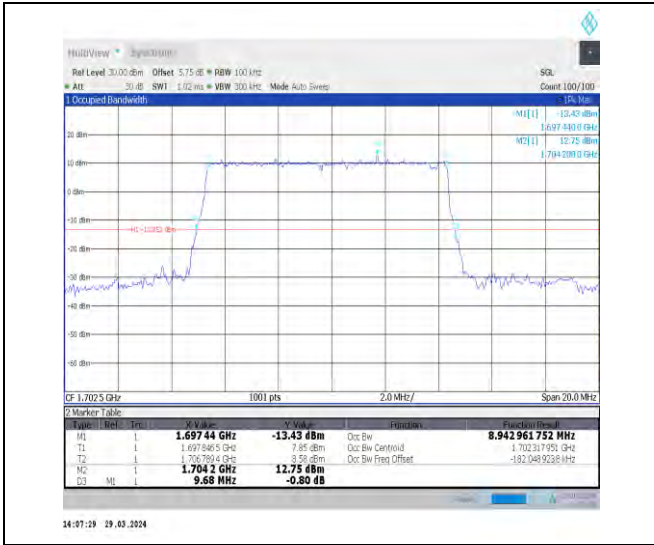 MultiView Spectrum
Ref Level 30.00 dBm Offset 5.75 dB RBW 100 kHz SGL
Att 30 dB SWT 1.02 ms VBW 300 kHz Mode Auto Sweep Count 100/100
1 Occupied Bandwidth 1Pk Max
M1[1] -13.43 dBm
1.697 440 0 GHz
M2[1] 12.75 dBm
1.704 200 0 GHz
20 dBm
10 dBm
0 dBm
-10 dBm
-20 dBm
-30 dBm
-40 dBm
-50 dBm
-60 dBm
CF 1.7025 GHz 1001 pts 2.0 MHz/ Span 20.0 MHz
2 Marker Table
Type Ref Trc X-Value Y-Value Function Function Result
M1 1 1.697 44 GHz -13.43 dBm Occ Bw 8.942 961 752 MHz
T1 1 1.697 846 5 GHz 7.85 dBm Occ Bw Centroid 1.702 317 951 GHz
T2 1 1.706 789 4 GHz 8.58 dBm Occ Bw Freq Offset -182.048 923 8 kHz
M2 1 1.704 2 GHz 12.75 dBm
D3 M1 1 9.68 MHz -0.80 dB
14:07:29 29.03.2024